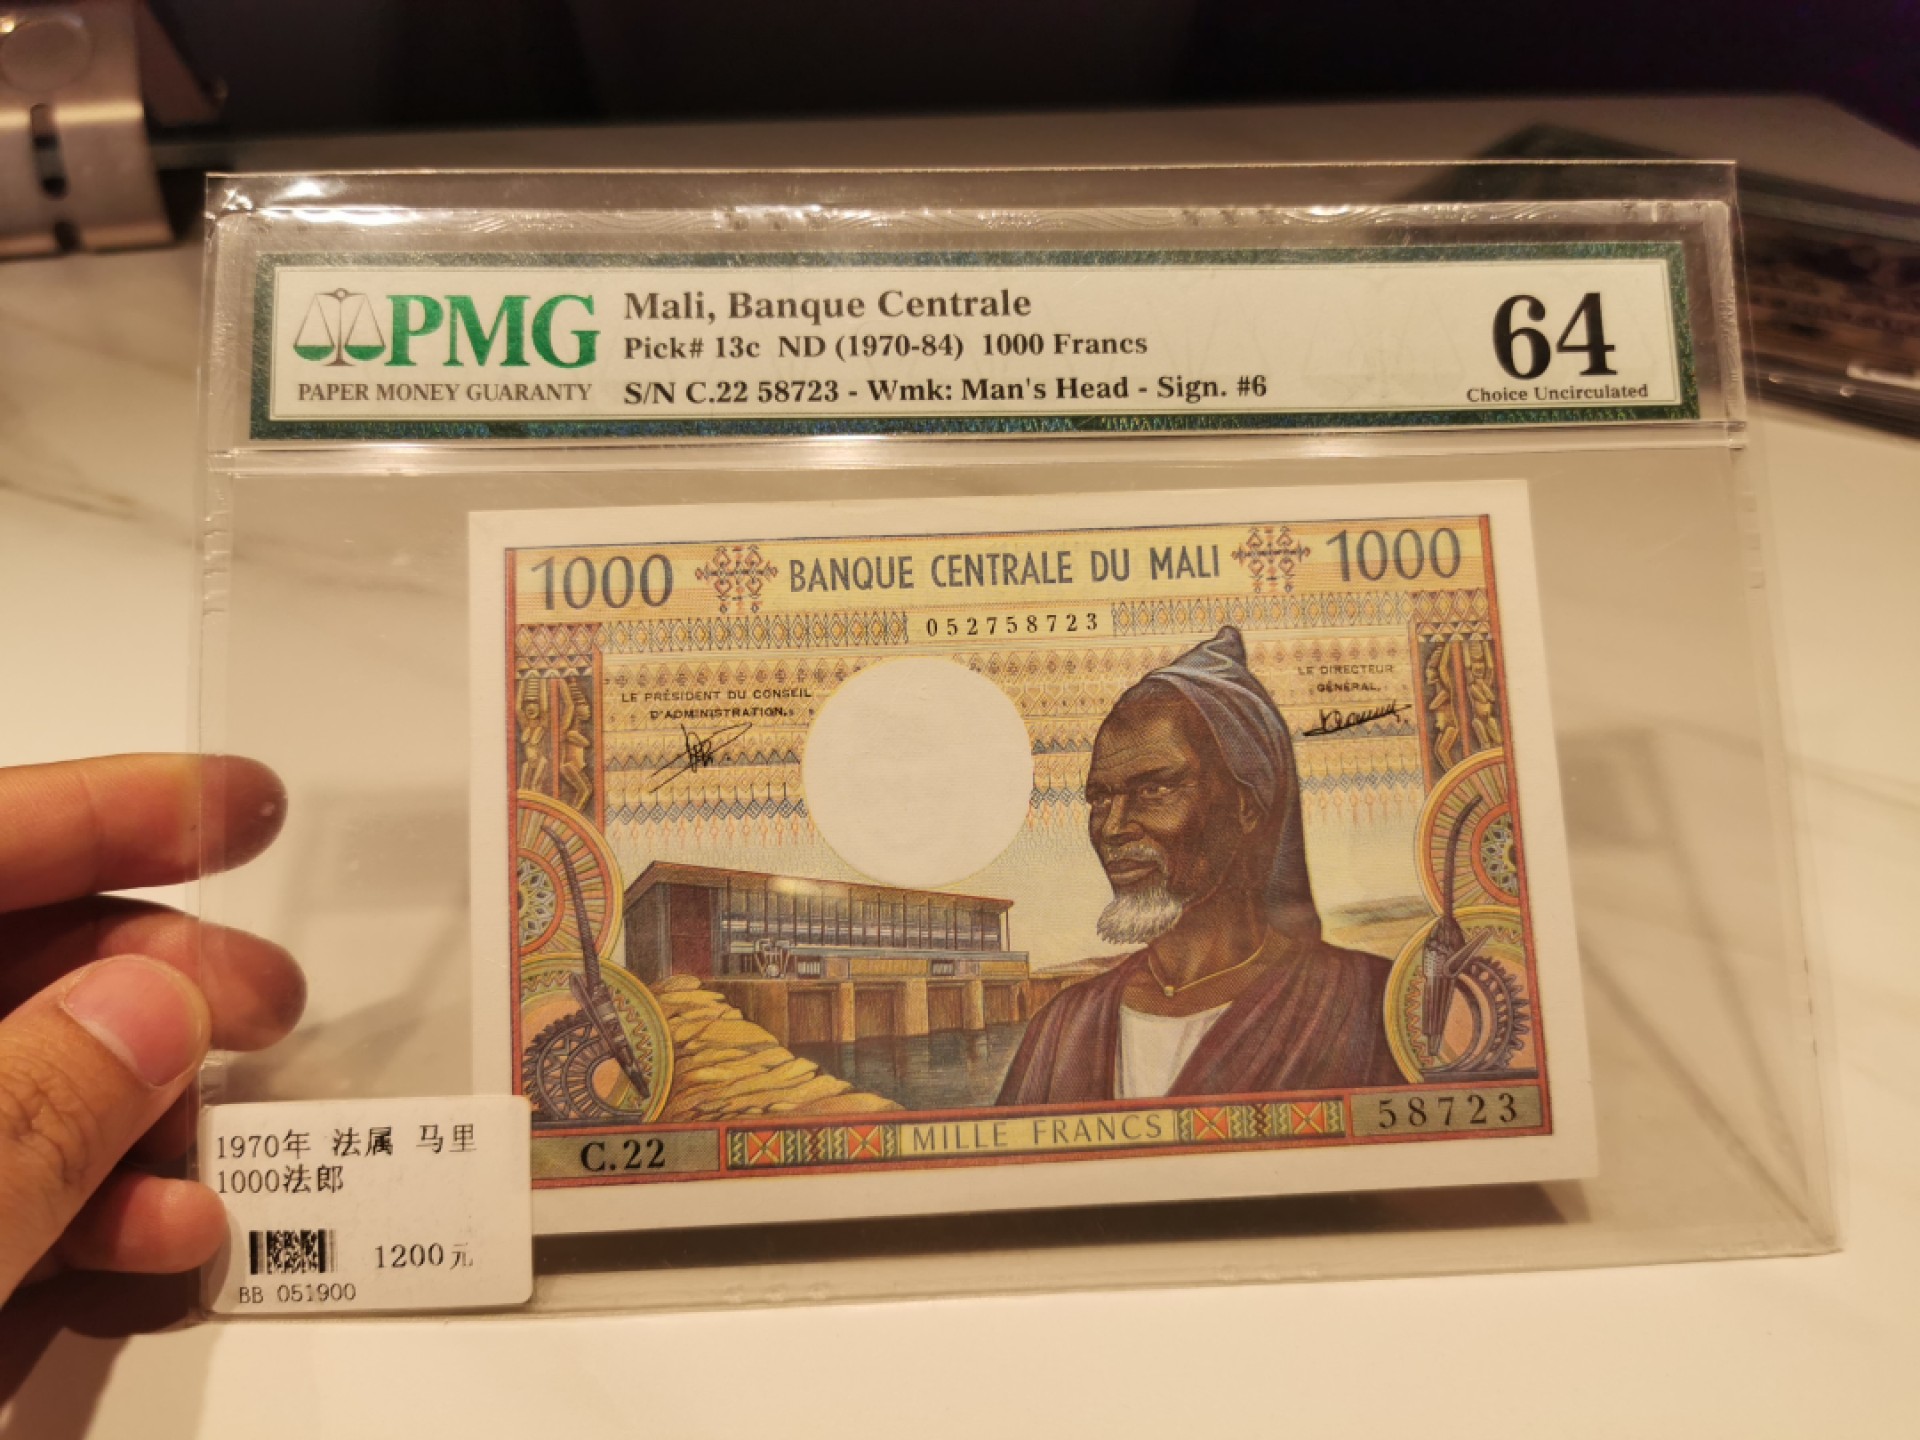 PMG
PAPER MONEY GUARANTY
Mali, Banque Centrale
Pick# 13c ND (1970-84) 1000 Francs
S/N C.22 58723 - Wmk: Man's Head - Sign. #6
64
Choice Uncirculated
1000 BANQUE CENTRALE DU MALI 1000
052758723
LE PRÉSIDENT DU CONSEIL
D'ADMINISTRATION.
LE DIRECTEUR
GÉNÉRAL.
C.22 MILLE FRANCS 58723
1970年 法属 马里
1000法郎
1200元
BB 051900